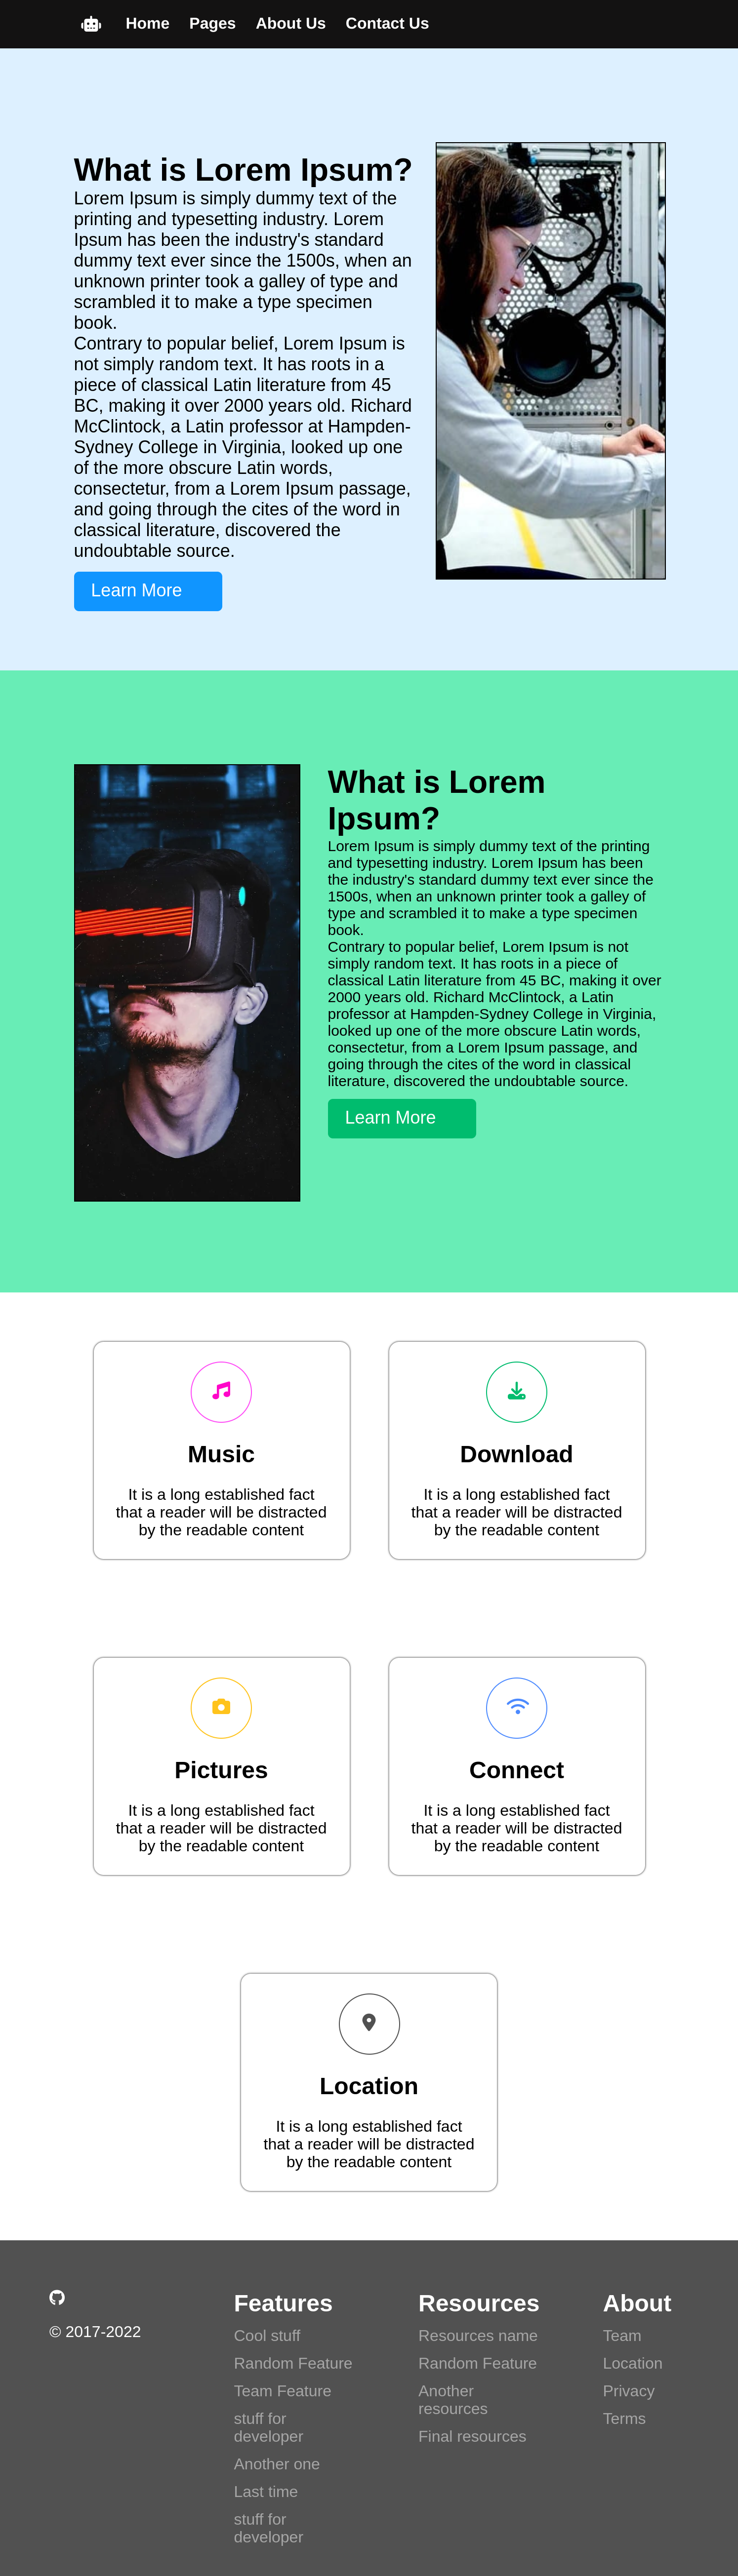 Home Pages About Us Contact Us
What is Lorem Ipsum?
Lorem Ipsum is simply dummy text of the
printing and typesetting industry. Lorem
Ipsum has been the industry's standard
dummy text ever since the 1500s, when an
unknown printer took a galley of type and
scrambled it to make a type specimen
book.
Contrary to popular belief, Lorem Ipsum is
not simply random text. It has roots in a
piece of classical Latin literature from 45
BC, making it over 2000 years old. Richard
McClintock, a Latin professor at Hampden-
Sydney College in Virginia, looked up one
of the more obscure Latin words,
consectetur, from a Lorem Ipsum passage,
and going through the cites of the word in
classical literature, discovered the
undoubtable source.
Learn More
What is Lorem
Ipsum?
Lorem Ipsum is simply dummy text of the printing
and typesetting industry. Lorem Ipsum has been
the industry's standard dummy text ever since the
1500s, when an unknown printer took a galley of
type and scrambled it to make a type specimen
book.
Contrary to popular belief, Lorem Ipsum is not
simply random text. It has roots in a piece of
classical Latin literature from 45 BC, making it over
2000 years old. Richard McClintock, a Latin
professor at Hampden-Sydney College in Virginia,
looked up one of the more obscure Latin words,
consectetur, from a Lorem Ipsum passage, and
going through the cites of the word in classical
literature, discovered the undoubtable source.
Learn More
Music
It is a long established fact
that a reader will be distracted
by the readable content
Download
It is a long established fact
that a reader will be distracted
by the readable content
Pictures
It is a long established fact
that a reader will be distracted
by the readable content
Connect
It is a long established fact
that a reader will be distracted
by the readable content
Location
It is a long established fact
that a reader will be distracted
by the readable content
© 2017-2022
Features
Cool stuff
Random Feature
Team Feature
stuff for
developer
Another one
Last time
stuff for
developer
Resources
Resources name
Random Feature
Another
resources
Final resources
About
Team
Location
Privacy
Terms